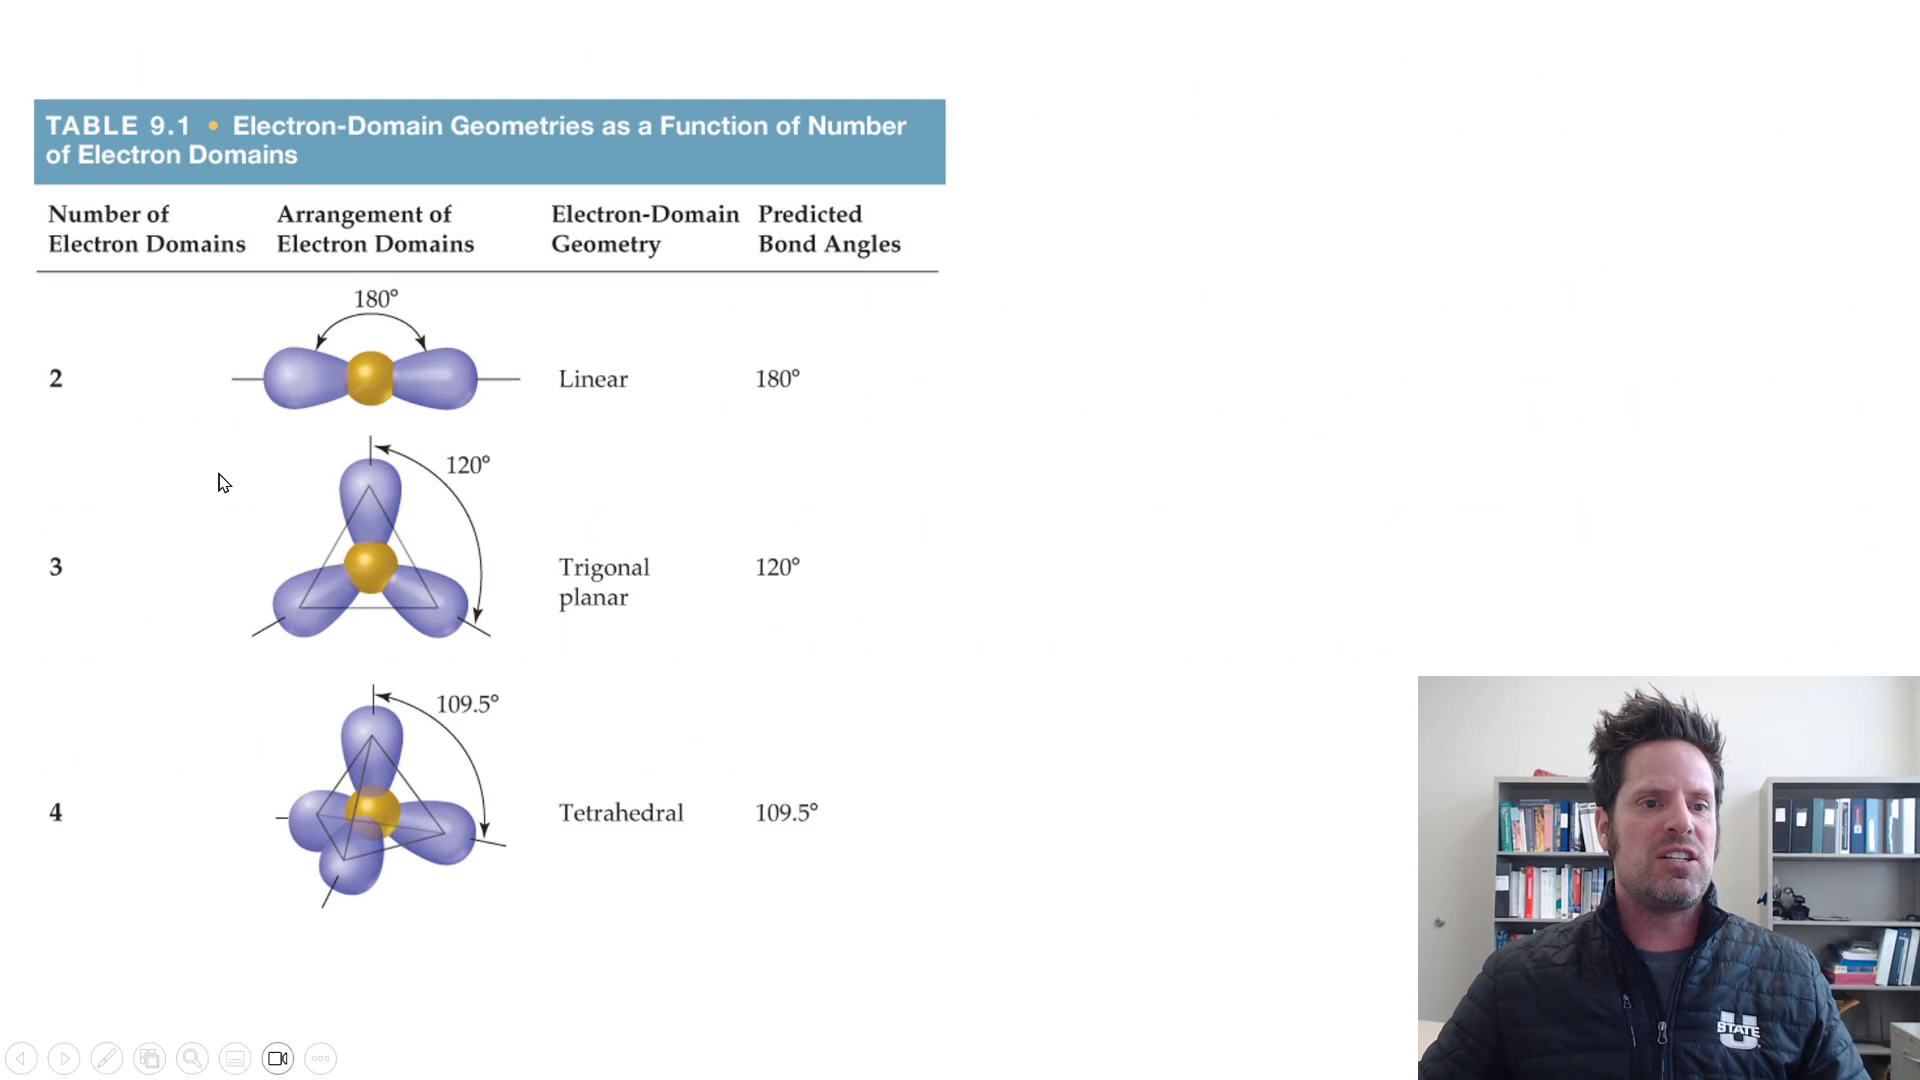 TABLE 9.1 • Electron-Domain Geometries as a Function of Number
of Electron Domains
Number of
Electron Domains
Arrangement of
Electron Domains
Electron-Domain
Geometry
Predicted
Bond Angles
180°
2
Linear
180°
120°
3
Trigonal
planar
120°
109.5°
4
Tetrahedral
109.5°
U
STATE